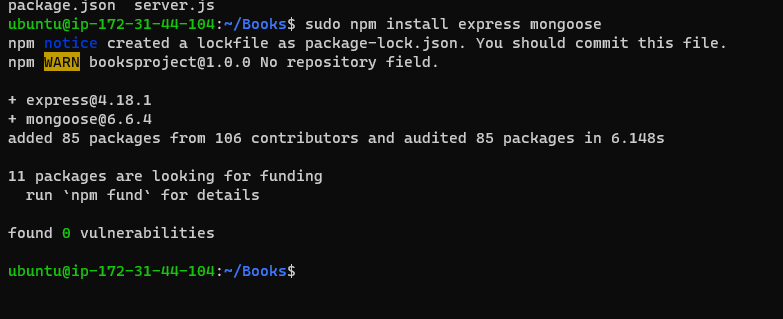 package.json  server.js
ubuntu@ip-172-31-44-104:~/Books$ sudo npm install express mongoose
npm notice created a lockfile as package-lock.json. You should commit this file.
npm WARN booksproject@1.0.0 No repository field.
+ express@4.18.1
+ mongoose@6.6.4
added 85 packages from 106 contributors and audited 85 packages in 6.148s
11 packages are looking for funding
  run `npm fund` for details
found 0 vulnerabilities
ubuntu@ip-172-31-44-104:~/Books$